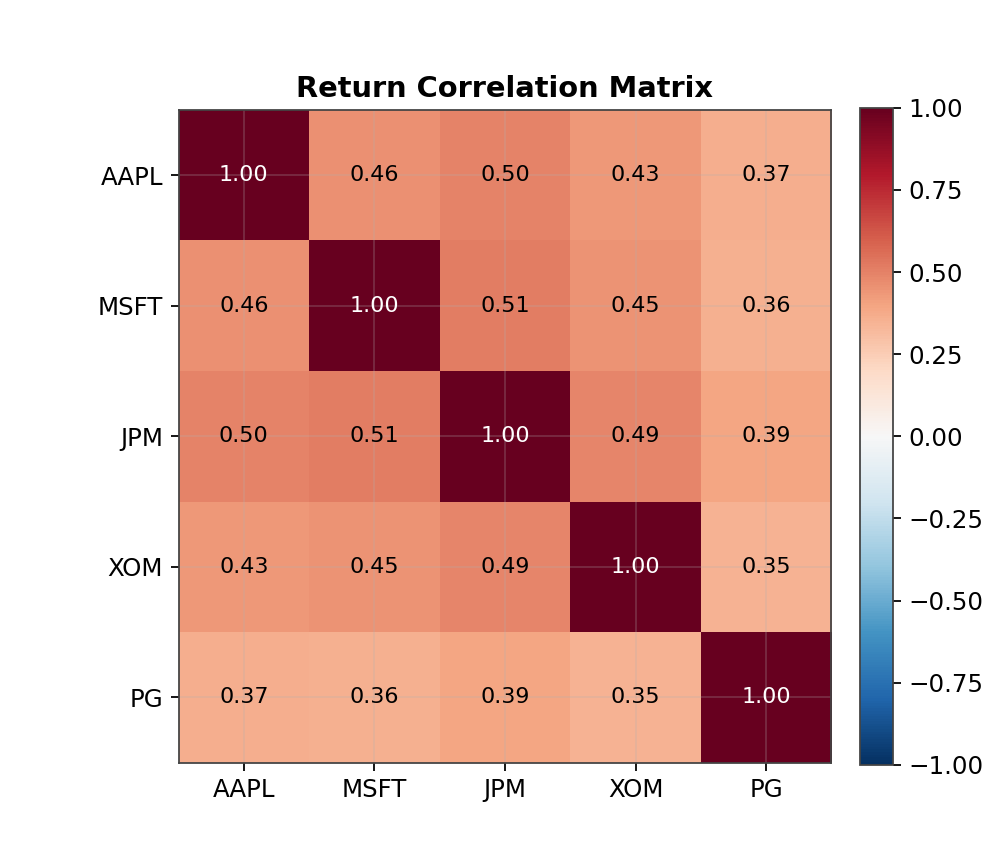 Return Correlation Matrix
AAPL 1.00 0.46 0.50 0.43 0.37
MSFT 0.46 1.00 0.51 0.45 0.36
JPM 0.50 0.51 1.00 0.49 0.39
XOM 0.43 0.45 0.49 1.00 0.35
PG 0.37 0.36 0.39 0.35 1.00
AAPL MSFT JPM XOM PG
1.00
0.75
0.50
0.25
0.00
−0.25
−0.50
−0.75
−1.00